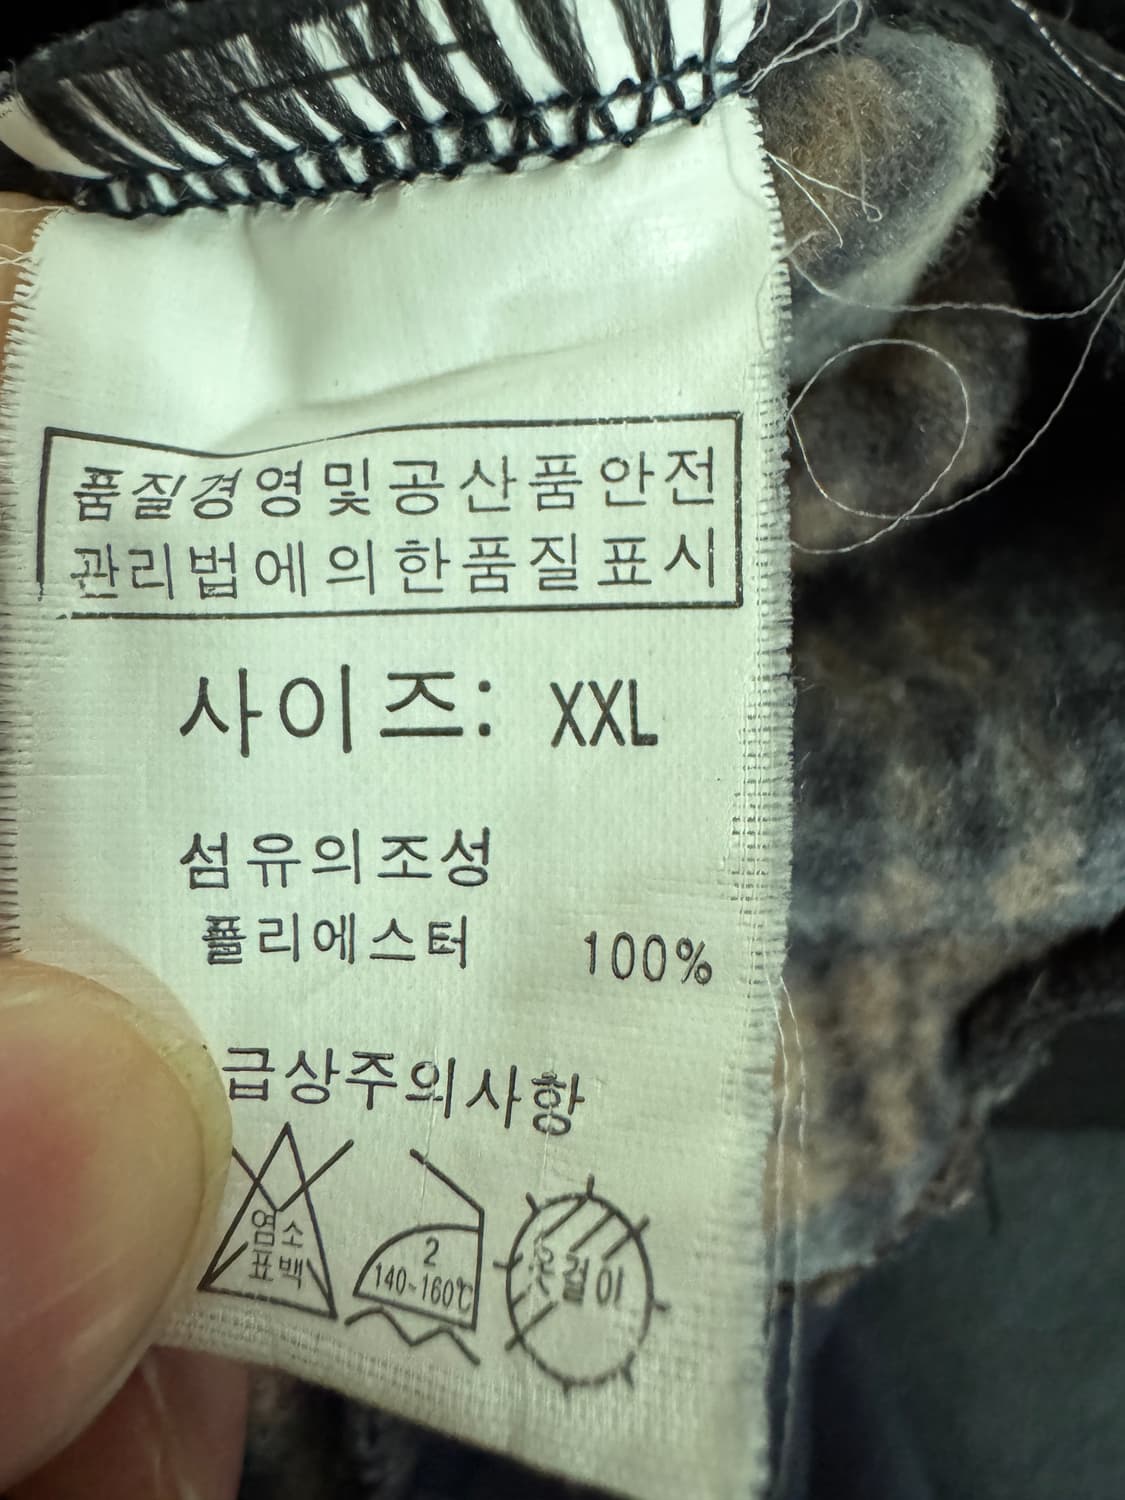 품질경영및공산품안전
관리법에의한품질표시
사이즈: XXL
섬유의조성
폴리에스터 100%
급상주의사항
염소
표백
2
140~160℃
옷걸이